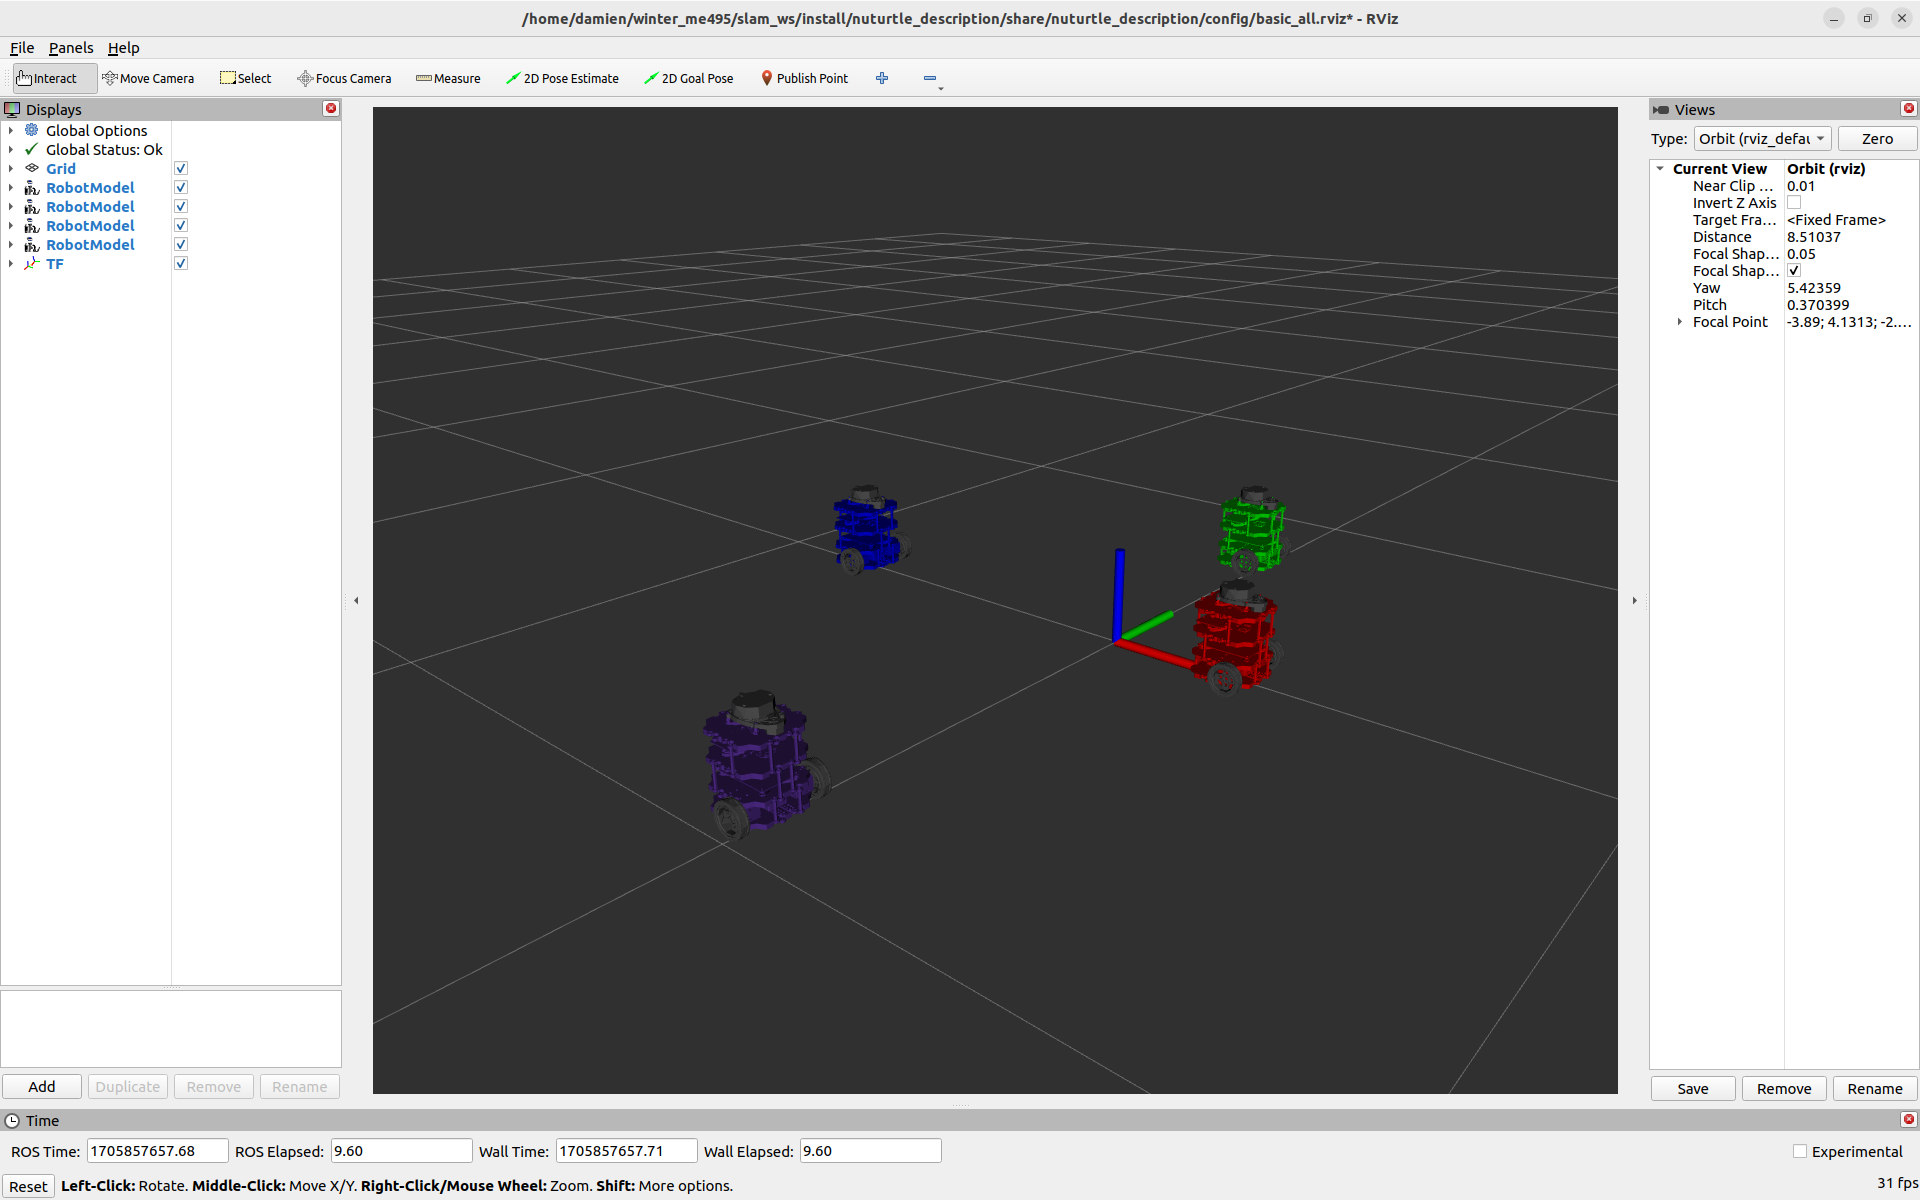 /home/damien/winter_me495/slam_ws/install/nuturtle_description/share/nuturtle_description/config/basic_all.rviz* - RViz
File Panels Help
Interact Move Camera Select Focus Camera Measure 2D Pose Estimate 2D Goal Pose Publish Point
Displays
Global Options
Global Status: Ok
Grid
RobotModel
RobotModel
RobotModel
RobotModel
TF
Add Duplicate Remove Rename
Views
Type: Orbit (rviz_defau Zero
Current View Orbit (rviz)
Near Clip ... 0.01
Invert Z Axis
Target Fra... <Fixed Frame>
Distance 8.51037
Focal Shap... 0.05
Focal Shap...
Yaw 5.42359
Pitch 0.370399
Focal Point -3.89; 4.1313; -2....
Save Remove Rename
Time
ROS Time: 1705857657.68 ROS Elapsed: 9.60 Wall Time: 1705857657.71 Wall Elapsed: 9.60 Experimental
Reset Left-Click: Rotate. Middle-Click: Move X/Y. Right-Click/Mouse Wheel: Zoom. Shift: More options. 31 fps